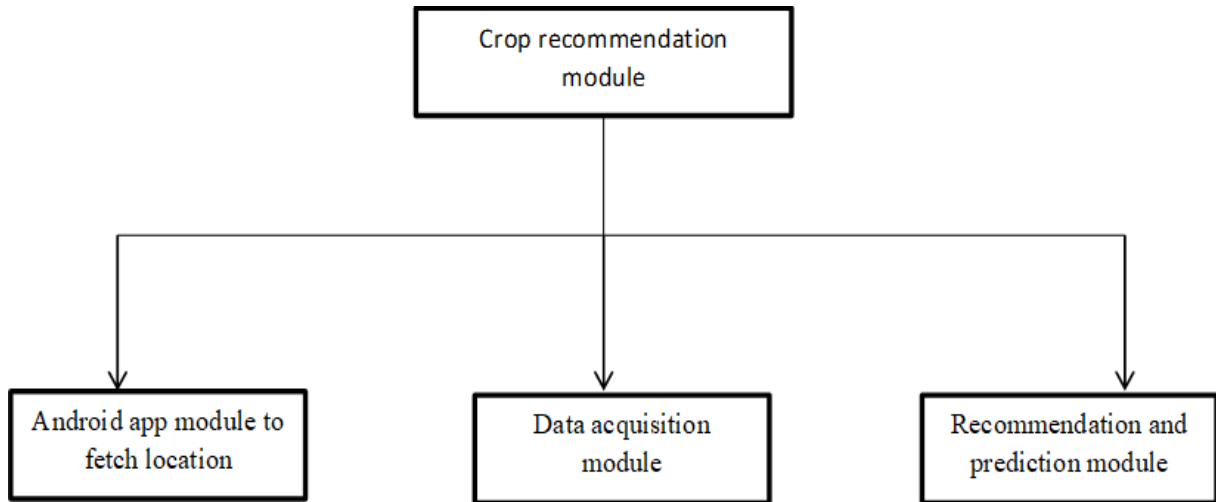 Crop recommendation
module
Android app module to
fetch location
Data acquisition
module
Recommendation and
prediction module